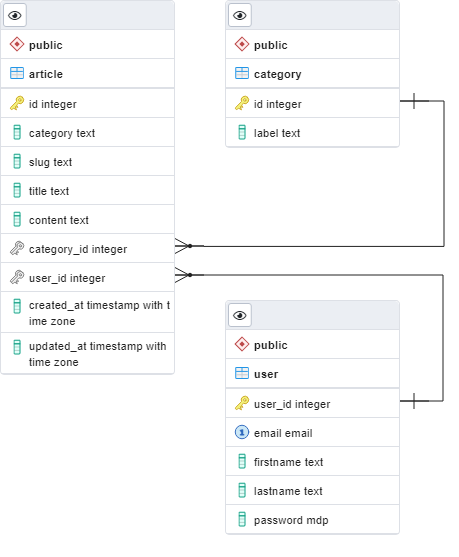 public
article
id integer
category text
slug text
title text
content text
category_id integer
user_id integer
created_at timestamp with t
ime zone
updated_at timestamp with
time zone
public
category
id integer
label text
public
user
user_id integer
1 email email
firstname text
lastname text
password mdp